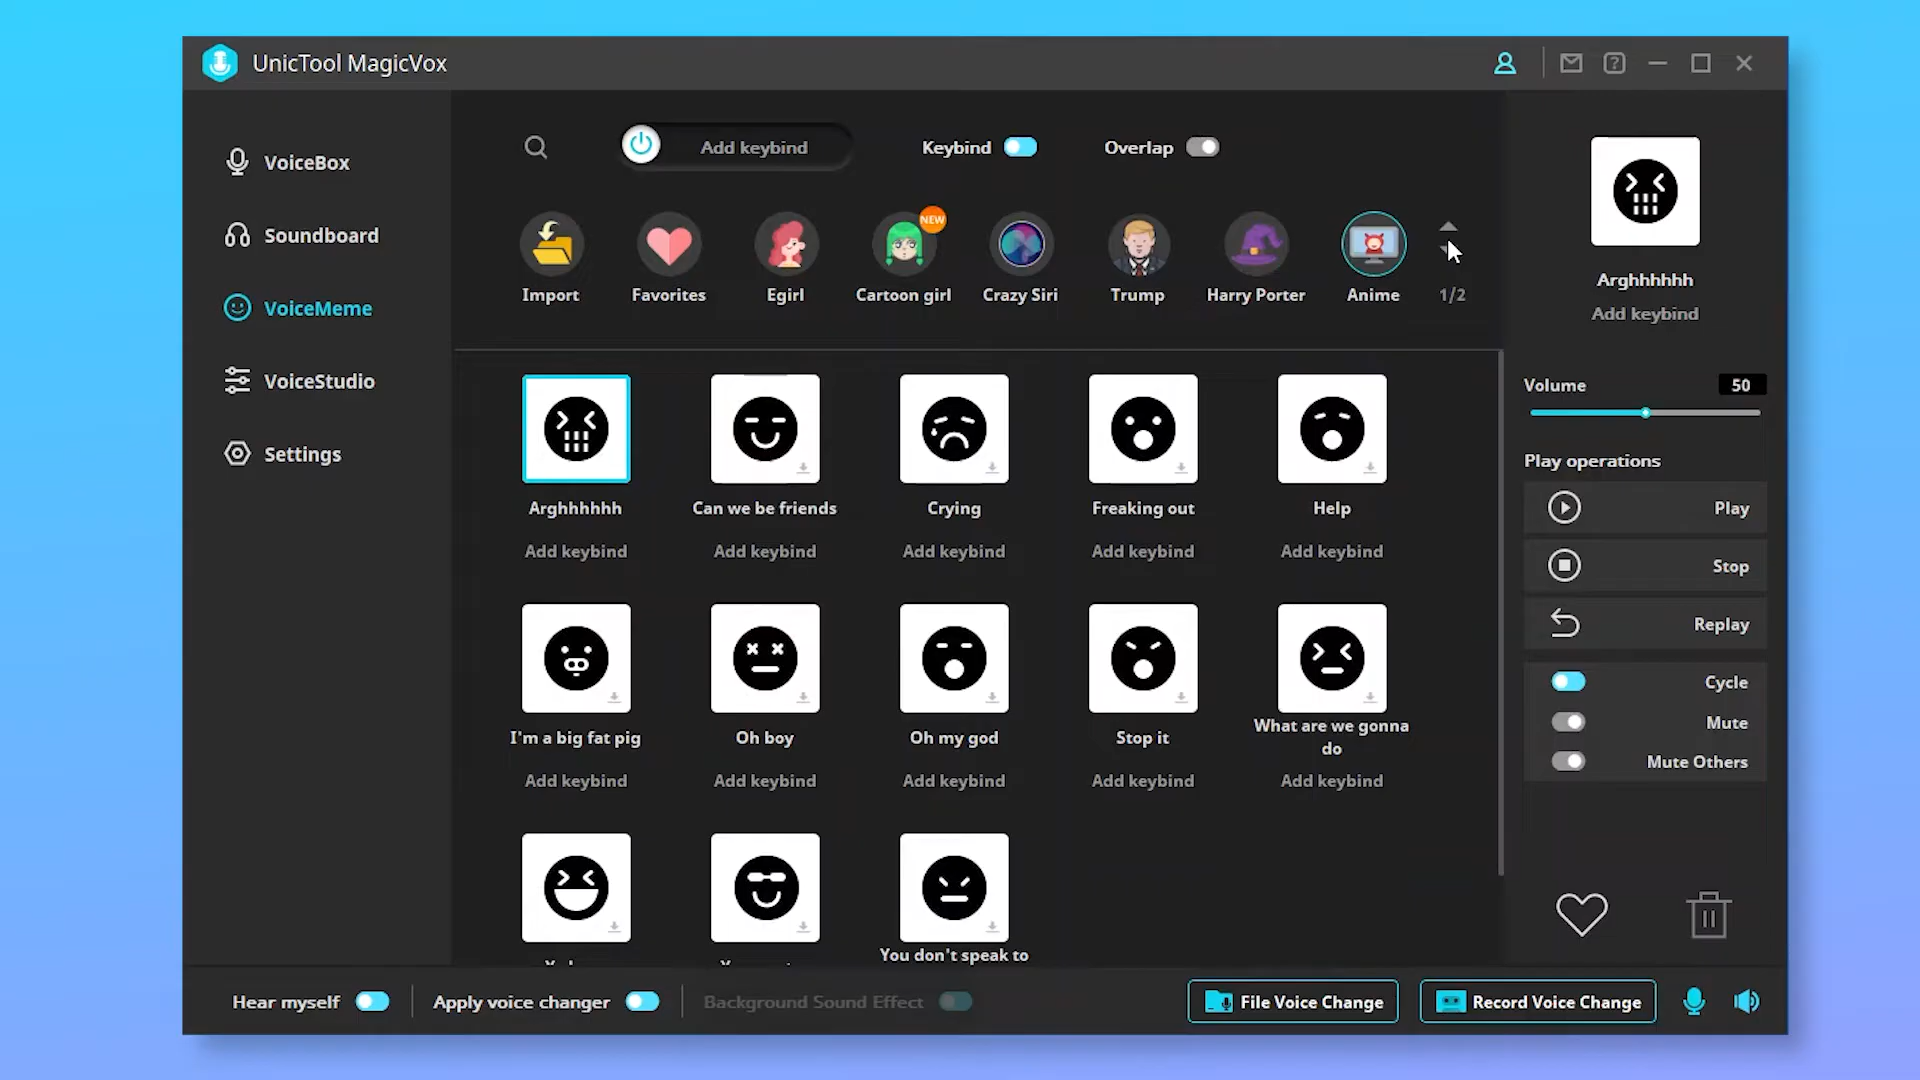 UnicTool MagicVox
VoiceBox
Soundboard
VoiceMeme
VoiceStudio
Settings
Add keybind
Keybind
Overlap
NEW
Import
Favorites
Egirl
Cartoon girl
Crazy Siri
Trump
Harry Porter
Anime
1/2
Arghhhhhh
Can we be friends
Crying
Freaking out
Help
Add keybind
Add keybind
Add keybind
Add keybind
Add keybind
I'm a big fat pig
Oh boy
Oh my god
Stop it
What are we gonna
do
Add keybind
Add keybind
Add keybind
Add keybind
Add keybind
You don't speak to
Arghhhhhh
Add keybind
Volume
50
Play operations
Play
Stop
Replay
Cycle
Mute
Mute Others
Hear myself
Apply voice changer
Background Sound Effect
File Voice Change
Record Voice Change